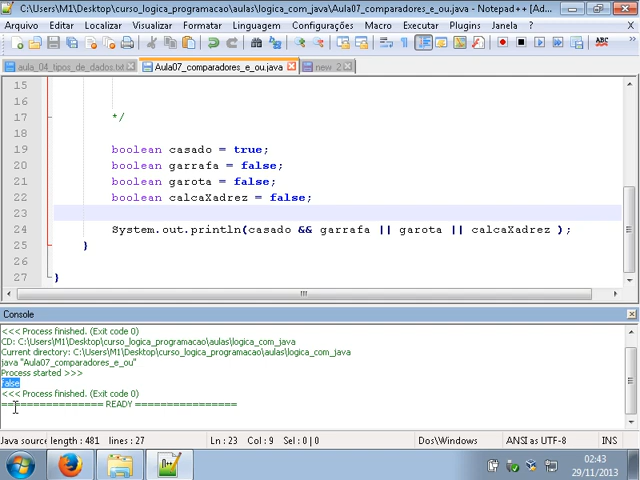 C:\Users\M1\Desktop\curso_logica_programacao\aulas\logica_com_java\Aula07_comparadores_e_ou.java - Notepad++ [Ad...
Arquivo Editar Localizar Visualizar Formatar Linguagem Configurações Macro Executar Plugins Janela ? X
aula_04_tipos_de_dados.txt Aula07_comparadores_e_ou.java new 2
15
16
17 */
18
19 boolean casado = true;
20 boolean garrafa = false;
21 boolean garota = false;
22 boolean calcaXadrez = false;
23
24 System.out.println(casado && garrafa || garota || calcaXadrez );
25 }
26
27 }
Console
<<< Process finished. (Exit code 0)
CD: C:\Users\M1\Desktop\curso_logica_programacao\aulas\logica_com_java
Current directory: C:\Users\M1\Desktop\curso_logica_programacao\aulas\logica_com_java
java "Aula07_comparadores_e_ou"
Process started >>>
false
<<< Process finished. (Exit code 0)
================ READY ================
Java source length : 481 lines : 27 Ln : 23 Col : 9 Sel : 0 | 0 Dos\Windows ANSI as UTF-8 INS
02:43
29/11/2013